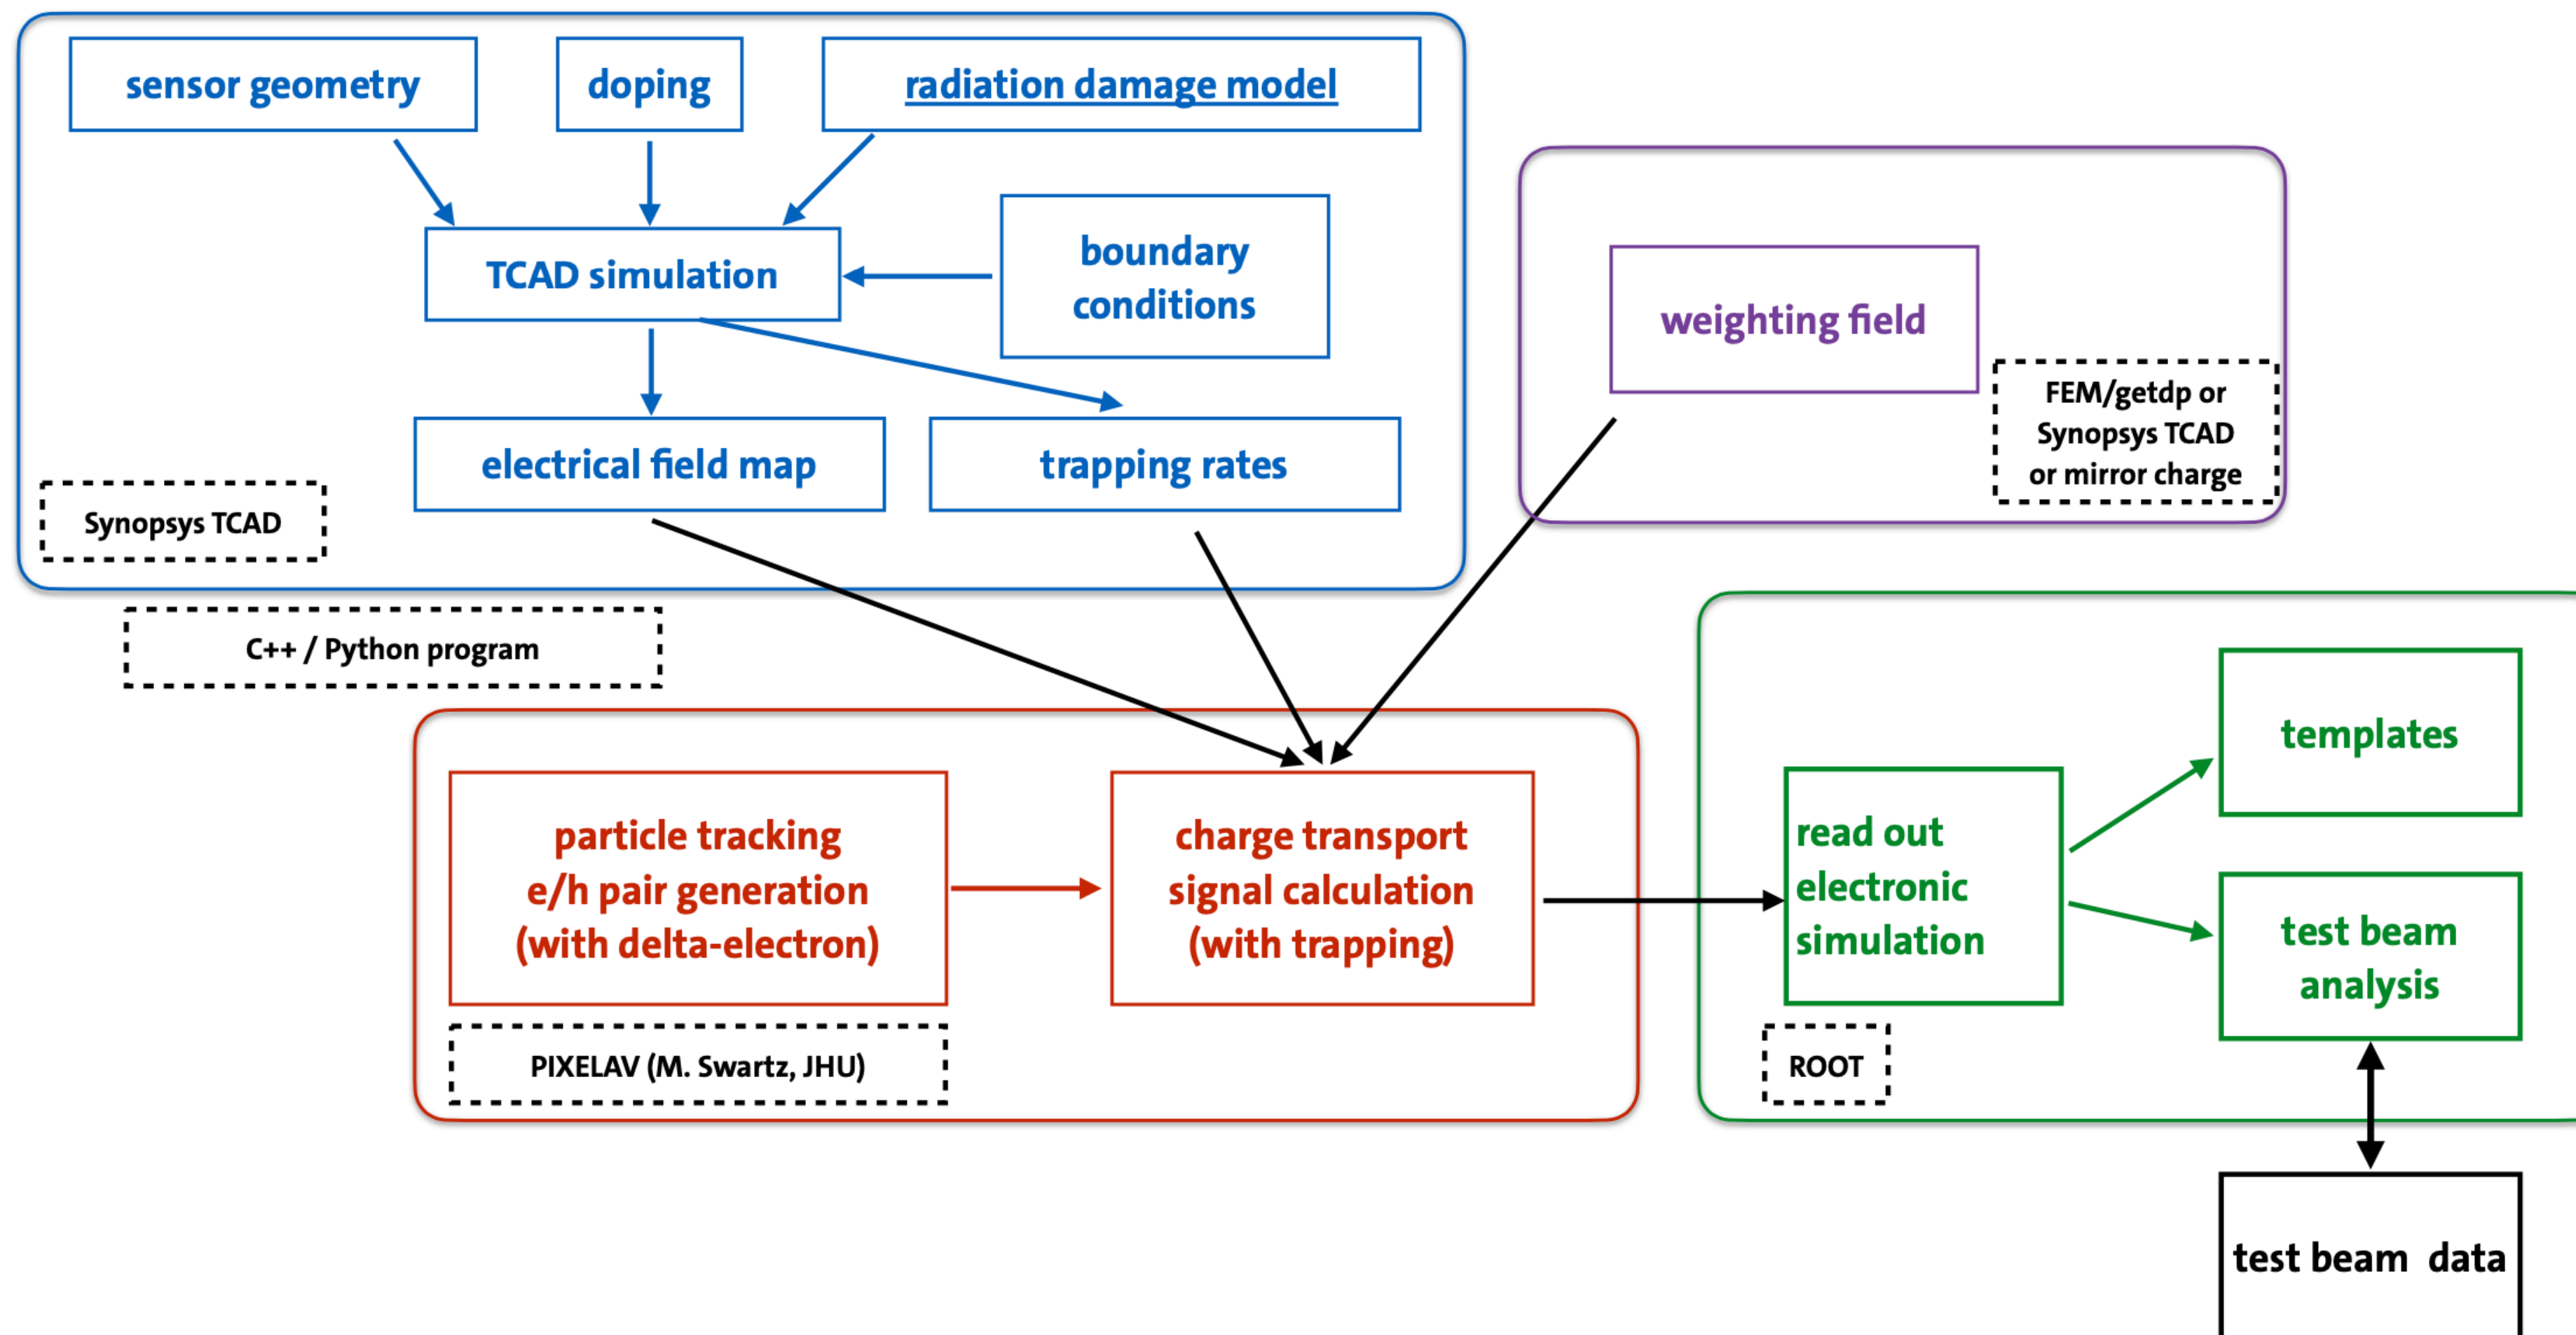 sensor geometry
doping
radiation damage model
TCAD simulation
boundary
conditions
electrical field map
trapping rates
Synopsys TCAD
weighting field
FEM/getdp or
Synopsys TCAD
or mirror charge
C++ / Python program
particle tracking
e/h pair generation
(with delta-electron)
charge transport
signal calculation
(with trapping)
PIXELAV (M. Swartz, JHU)
read out
electronic
simulation
templates
test beam
analysis
ROOT
test beam data